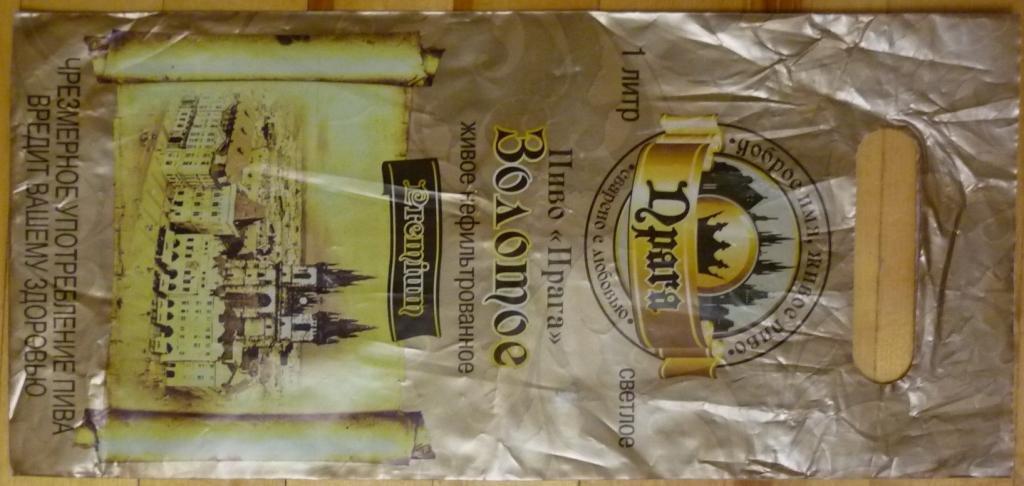 •доброе имя, живое пиво•
Прага
•сварено с любовью•
1 литр светлое
Пиво «Прага»
Золотое
живое нефильтрованное
Premium
ЧРЕЗМЕРНОЕ УПОТРЕБЛЕНИЕ ПИВА
ВРЕДИТ ВАШЕМУ ЗДОРОВЬЮ